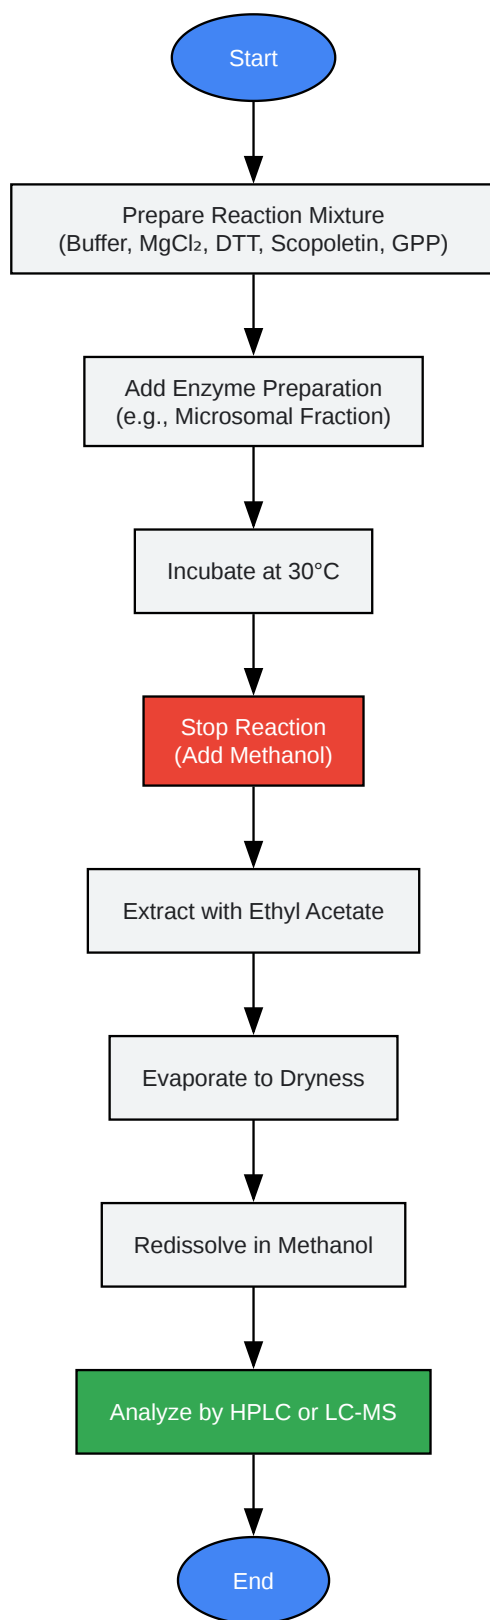 Start
Prepare Reaction Mixture
(Buffer, MgCl₂, DTT, Scopoletin, GPP)
Add Enzyme Preparation
(e.g., Microsomal Fraction)
Incubate at 30°C
Stop Reaction
(Add Methanol)
Extract with Ethyl Acetate
Evaporate to Dryness
Redissolve in Methanol
Analyze by HPLC or LC-MS
End